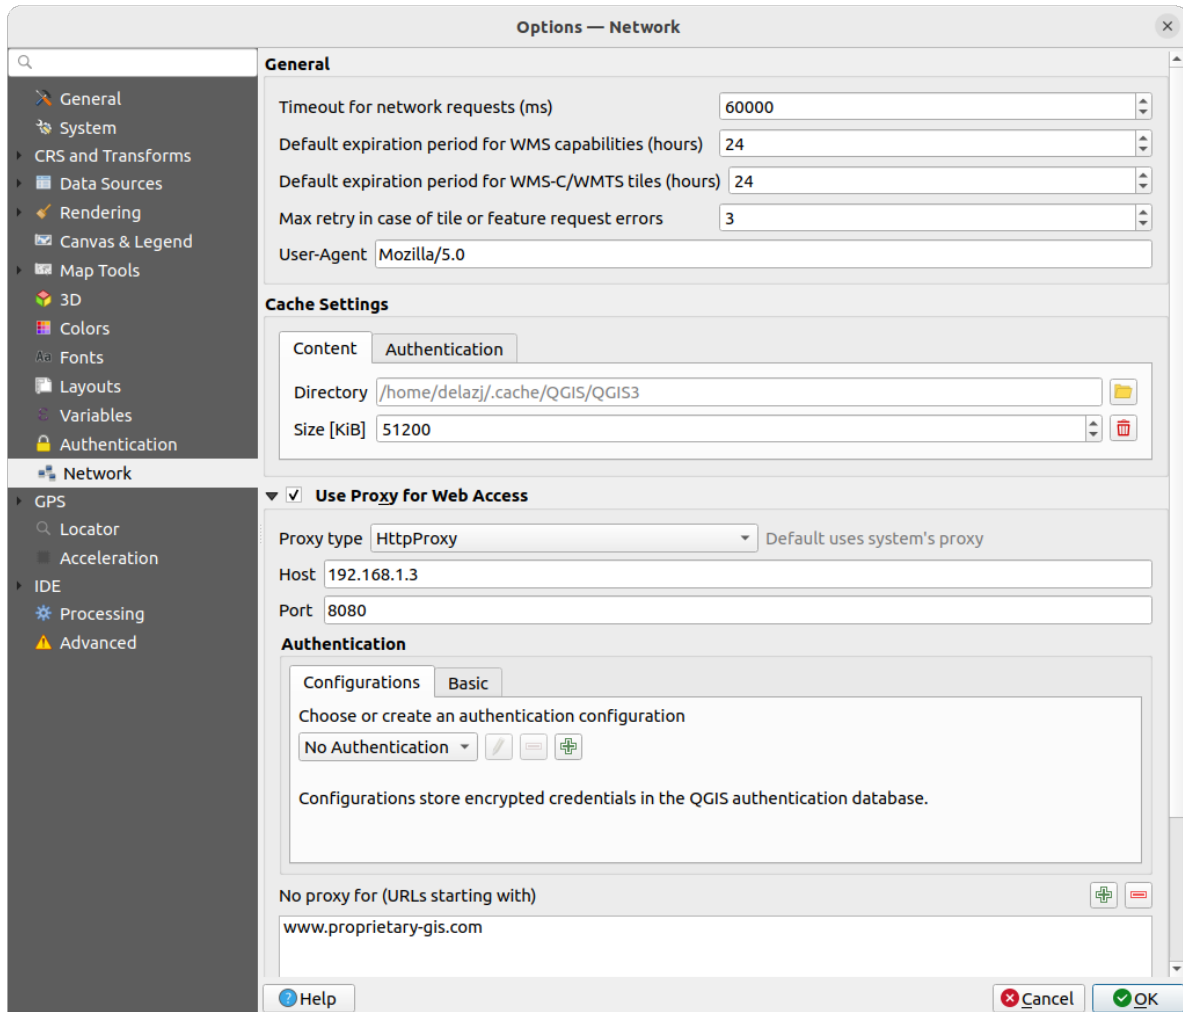 Options — Network
General
System
CRS and Transforms
Data Sources
Rendering
Canvas & Legend
Map Tools
3D
Colors
Aa Fonts
Layouts
Variables
Authentication
Network
GPS
Locator
Acceleration
IDE
Processing
Advanced
General
Timeout for network requests (ms) 60000
Default expiration period for WMS capabilities (hours) 24
Default expiration period for WMS-C/WMTS tiles (hours) 24
Max retry in case of tile or feature request errors 3
User-Agent Mozilla/5.0
Cache Settings
Content Authentication
Directory /home/delazj/.cache/QGIS/QGIS3
Size [KiB] 51200
Use Proxy for Web Access
Proxy type HttpProxy Default uses system's proxy
Host 192.168.1.3
Port 8080
Authentication
Configurations Basic
Choose or create an authentication configuration
No Authentication
Configurations store encrypted credentials in the QGIS authentication database.
No proxy for (URLs starting with)
www.proprietary-gis.com
Help Cancel OK